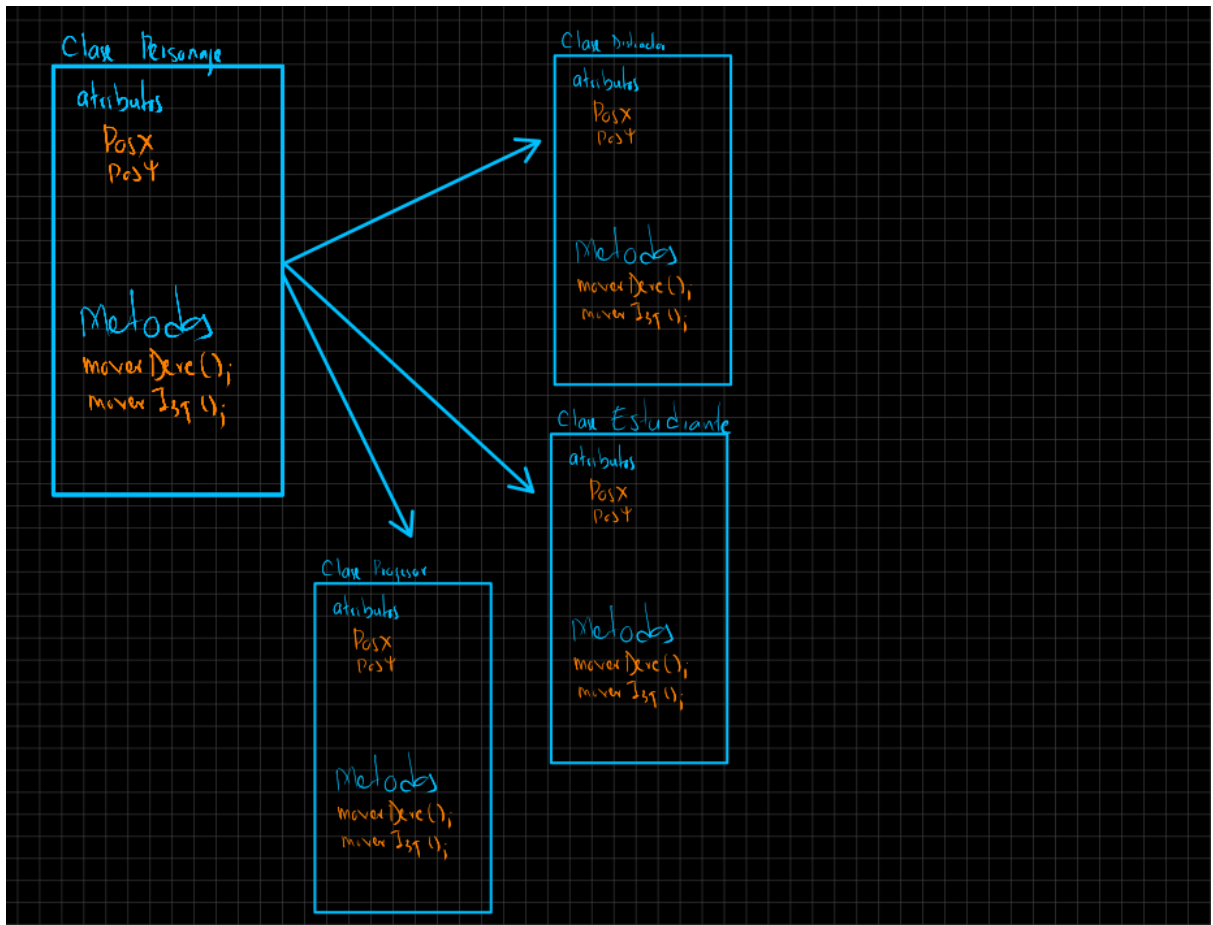 Clase Personaje
atributos
PosX
PosY
Metodos
moverDere();
moverIzq();
Clase Distractor
atributos
PosX
PosY
Metodos
moverDere();
moverIzq();
Clase Estudiante
atributos
PosX
PosY
Metodos
moverDere();
moverIzq();
Clase Profesor
atributos
PosX
PosY
Metodos
moverDere();
moverIzq();